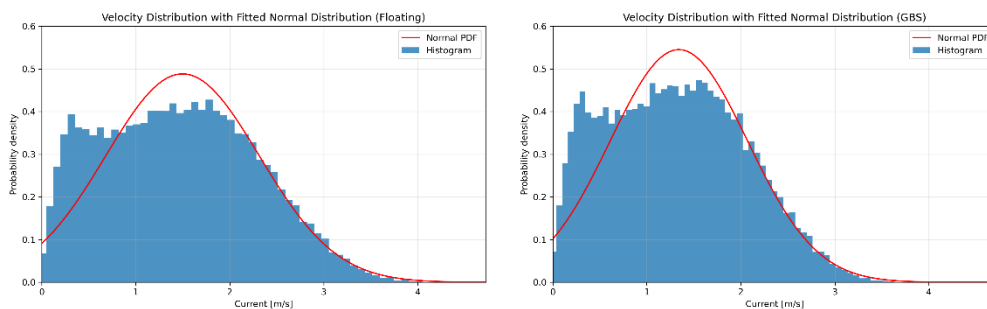 Velocity Distribution with Fitted Normal Distribution (Floating)
0.6
0.5
0.4
0.3
0.2
0.1
0.0
Probability density
Normal PDF
Histogram
0 1 2 3 4
Current [m/s]
Velocity Distribution with Fitted Normal Distribution (GBS)
0.6
0.5
0.4
0.3
0.2
0.1
0.0
Probability density
Normal PDF
Histogram
0 1 2 3 4
Current [m/s]